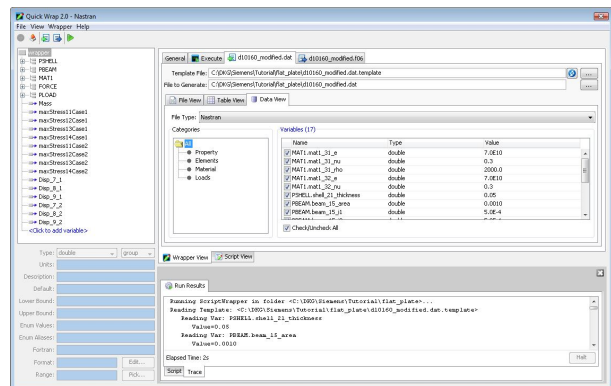 Quick Wrap 2.0 - Nastran
File View Wrapper Help
wrapper
PSHELL
PBEAM
MAT1
FORCE
PLOAD
Mass
maxStress11Case1
maxStress12Case1
maxStress13Case1
maxStress14Case1
maxStress11Case2
maxStress12Case2
maxStress13Case2
maxStress14Case2
Disp_7_1
Disp_8_1
Disp_9_1
Disp_7_2
Disp_8_2
Disp_9_2
<Click to add variable>
Type: double group
Units:
Description:
Default:
Lower Bound:
Upper Bound:
Enum Values:
Enum Aliases:
Fortran:
Format: Edit...
Range: Pick...
General Execute d10160_modified.dat d10160_modified.f06
Template File: C:\DKG\Siemens\Tutorial\flat_plate\d10160_modified.dat.template ...
File to Generate: C:\DKG\Siemens\Tutorial\flat_plate\d10160_modified.dat ...
File View Table View Data View
File Type: Nastran
Categories
All
Property
Elements
Material
Loads
Variables (17)
Name Type Value
MAT1.mat1_31_e double 7.0E10
MAT1.mat1_31_nu double 0.3
MAT1.mat1_31_rho double 2000.0
MAT1.mat1_32_e double 7.0E10
MAT1.mat1_32_nu double 0.3
PSHELL.shell_21_thickness double 0.05
PBEAM.beam_15_area double 0.0010
PBEAM.beam_15_i1 double 5.0E-4
Check/Uncheck All
Wrapper View Script View
Run Results
Running ScriptWrapper in folder <C:\DKG\Siemens\Tutorial\flat_plate>...
Reading Template: <C:\DKG\Siemens\Tutorial\flat_plate\d10160_modified.dat.template>
Reading Var: PSHELL.shell_21_thickness
Value=0.05
Reading Var: PBEAM.beam_15_area
Value=0.0010
Elapsed Time: 2s
Halt
Script Trace